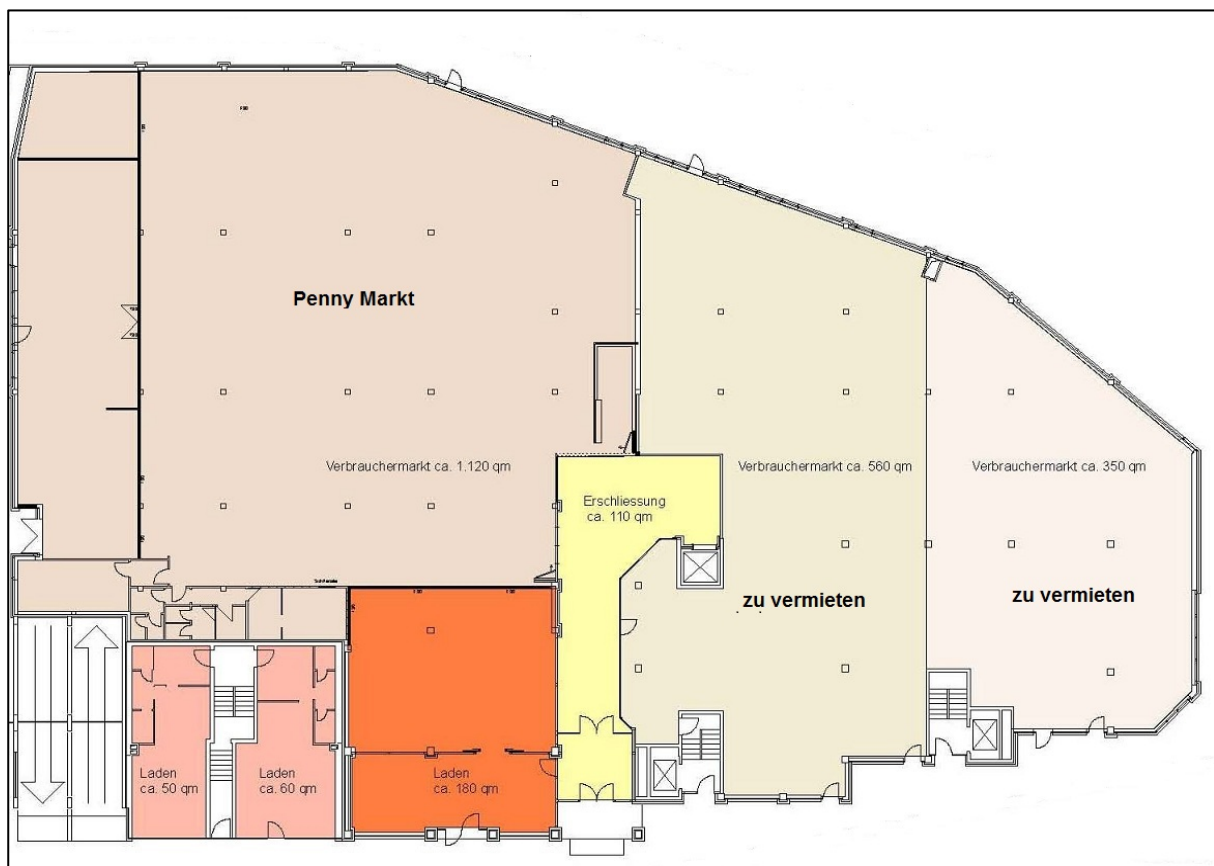 Penny Markt
Verbrauchermarkt ca. 1.120 qm
Verbrauchermarkt ca. 560 qm
Verbrauchermarkt ca. 350 qm
Erschliessung
ca. 110 qm
zu vermieten
zu vermieten
Laden
ca. 50 qm
Laden
ca. 60 qm
Laden
ca. 180 qm